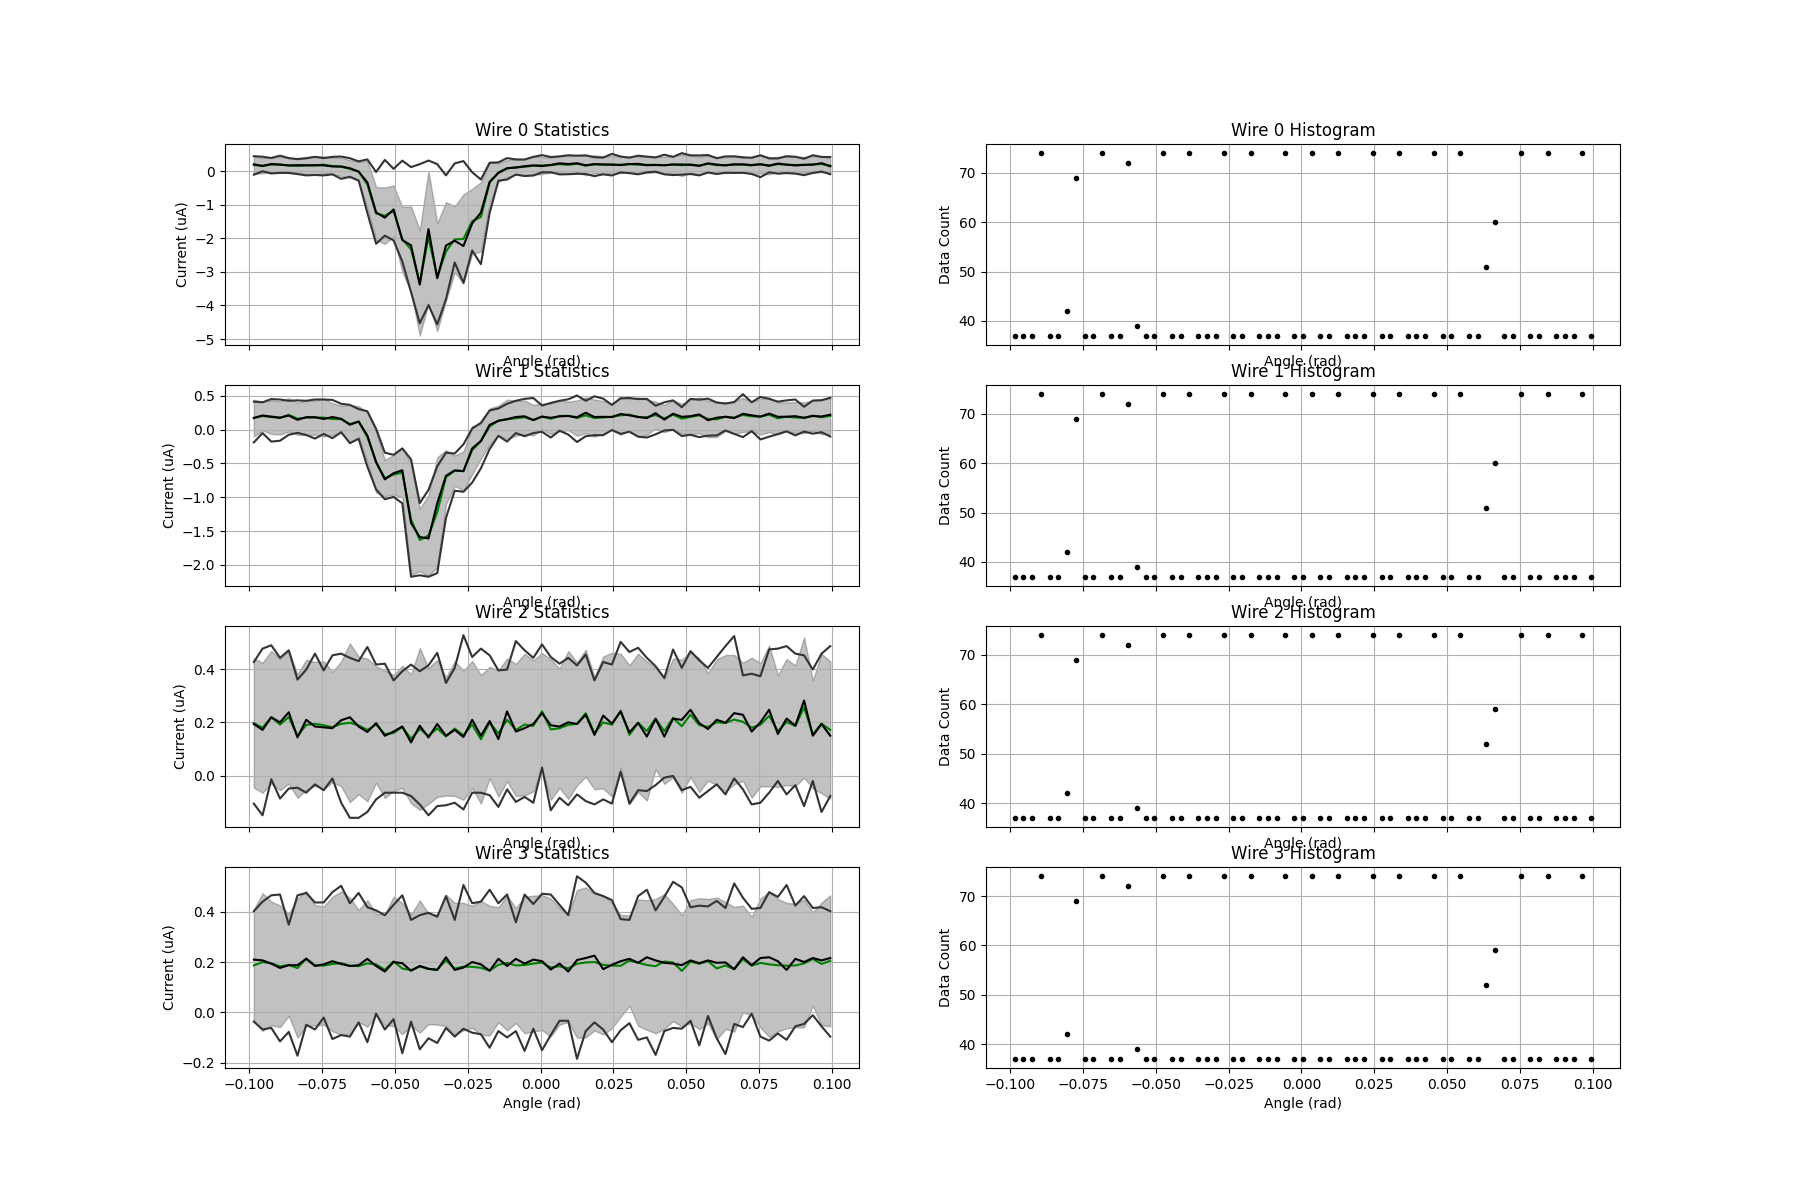 Wire 0 Statistics
Current (uA)
0
−1
−2
−3
−4
−5
Angle (rad)
Wire 0 Histogram
Data Count
70
60
50
40
Angle (rad)
Wire 1 Statistics
Current (uA)
0.5
0.0
−0.5
−1.0
−1.5
−2.0
Angle (rad)
Wire 1 Histogram
Data Count
70
60
50
40
Angle (rad)
Wire 2 Statistics
Current (uA)
0.4
0.2
0.0
Angle (rad)
Wire 2 Histogram
Data Count
70
60
50
40
Angle (rad)
Wire 3 Statistics
Current (uA)
0.4
0.2
0.0
−0.2
−0.100 −0.075 −0.050 −0.025 0.000 0.025 0.050 0.075 0.100
Angle (rad)
Wire 3 Histogram
Data Count
70
60
50
40
−0.100 −0.075 −0.050 −0.025 0.000 0.025 0.050 0.075 0.100
Angle (rad)